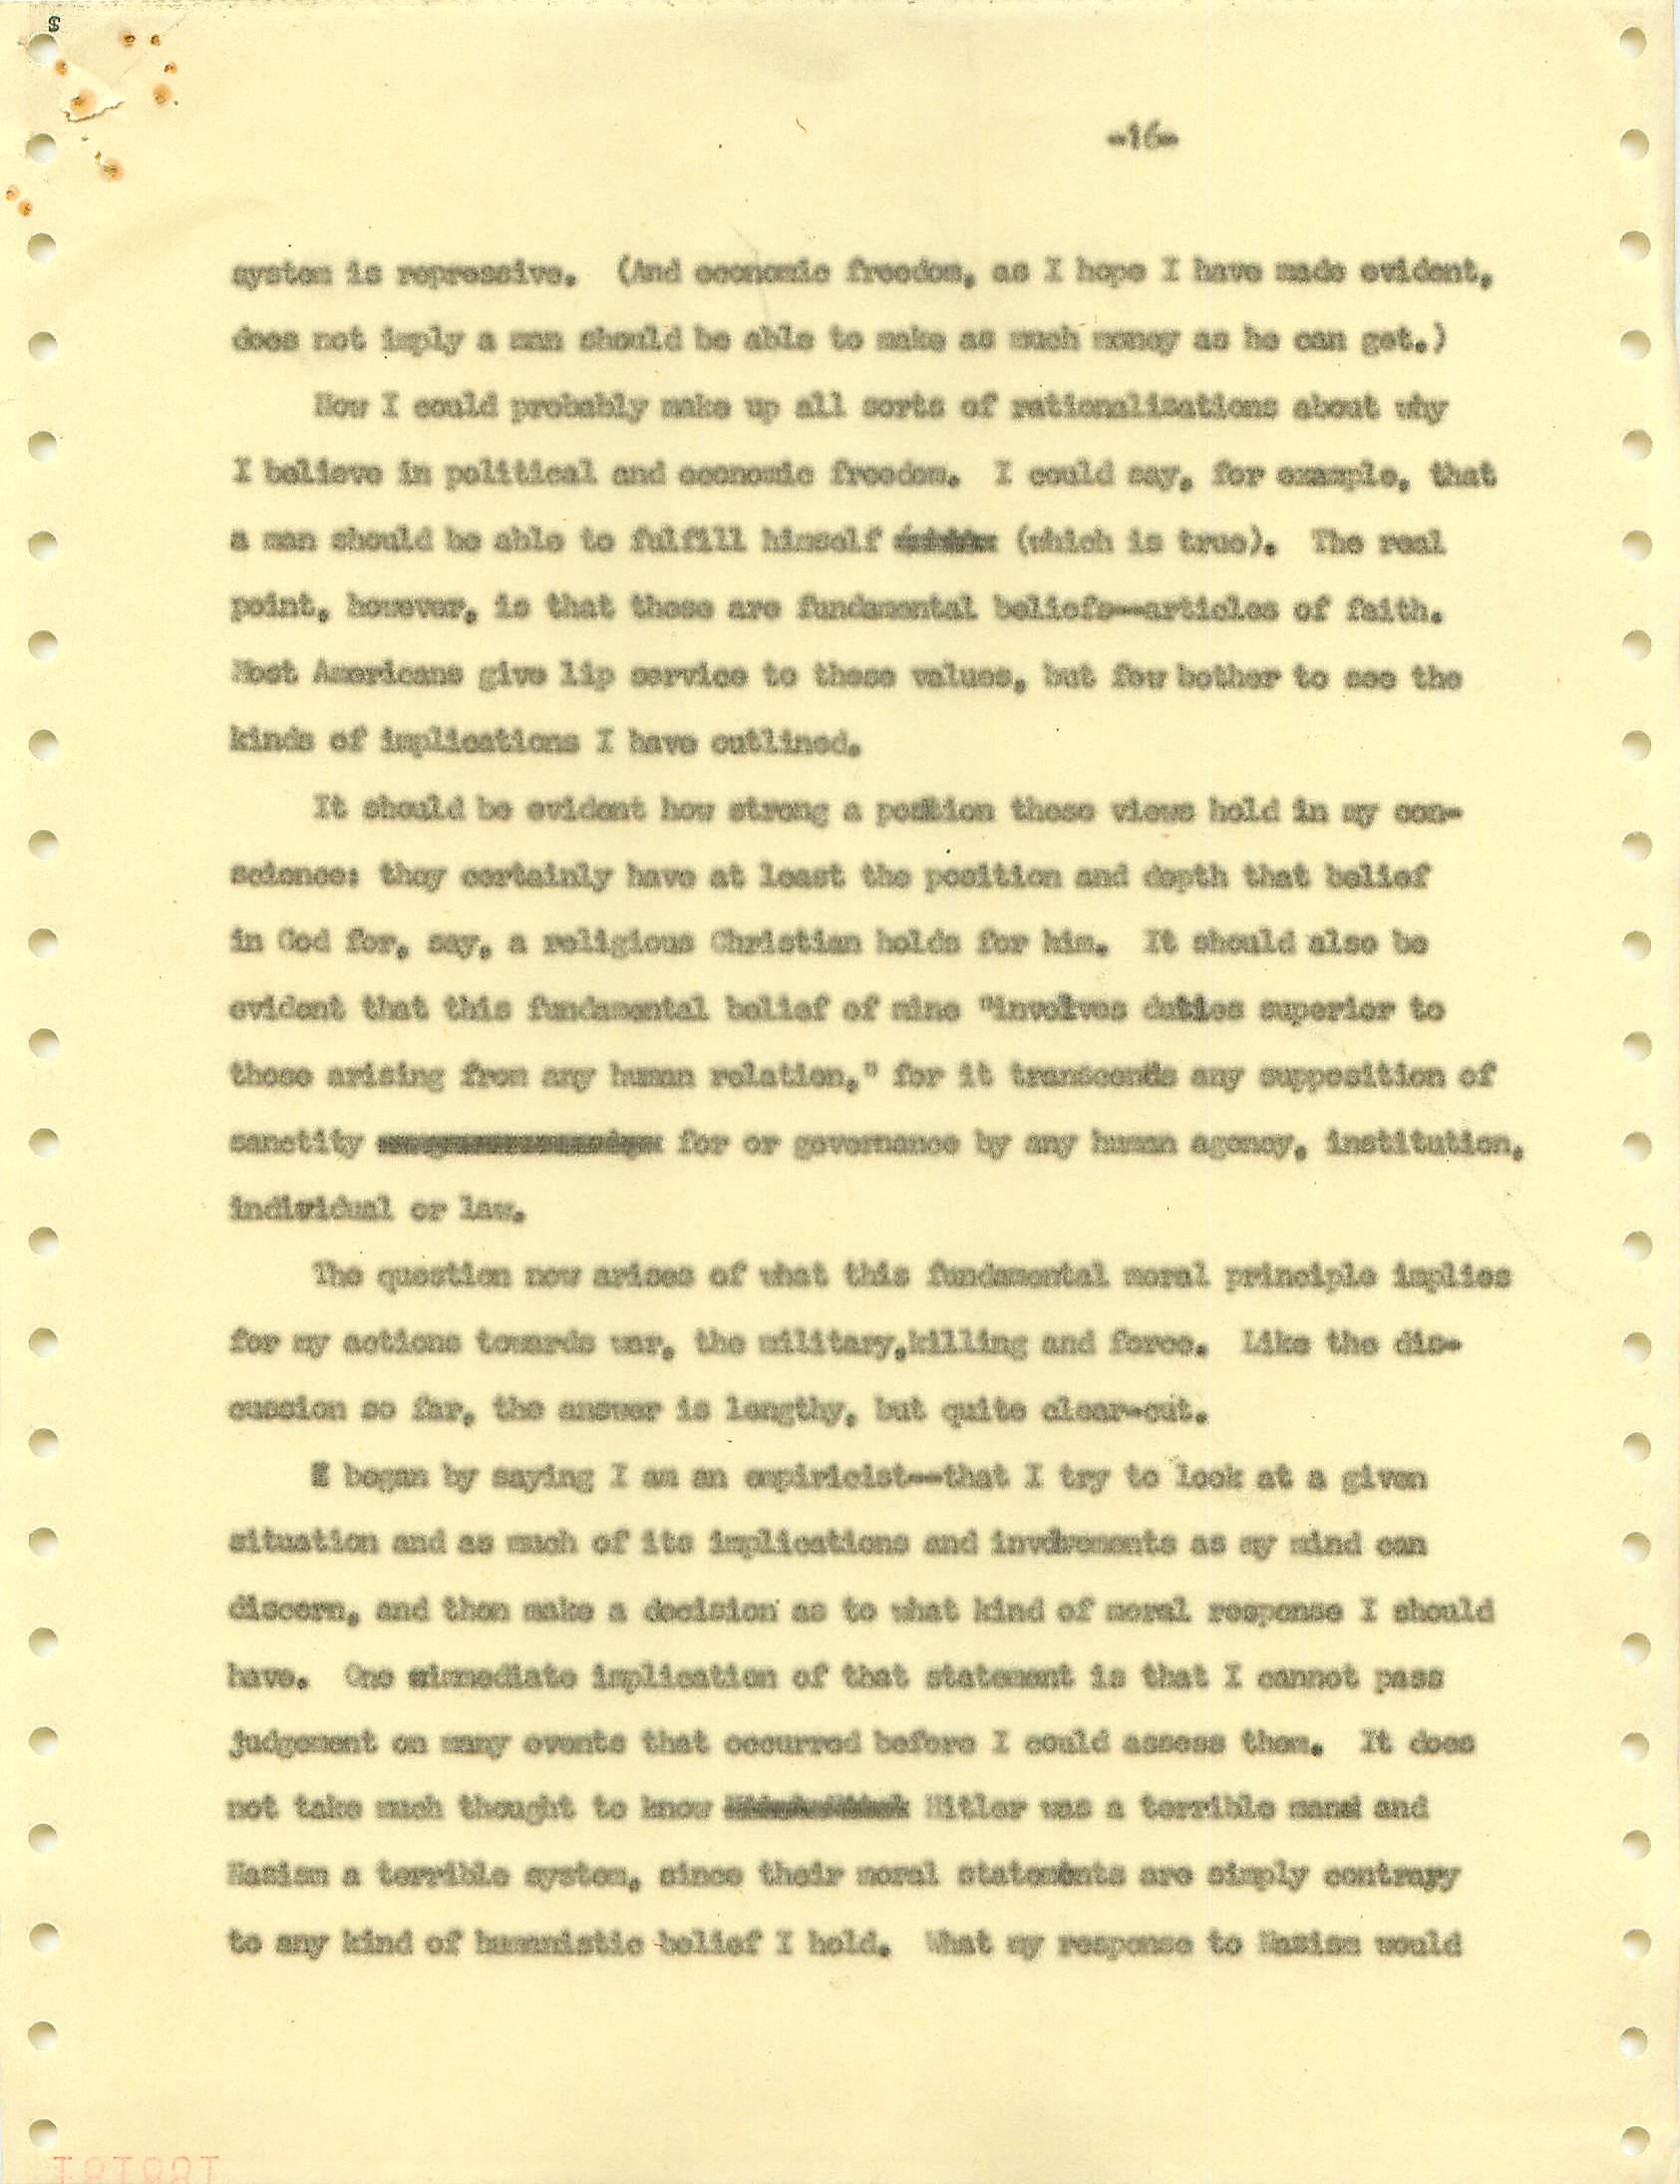 -16-
system is repressive. (And economic freedom, as I hope I have made evident,
does not imply a man should be able to make as much money as he can get.)
Now I could probably make up all sorts of rationalizations about why
I believe in political and economic freedom. I could say, for example, that
a man should be able to fulfill himself (which is true). The real
point, however, is that these are fundamental beliefs--articles of faith.
Most Americans give lip service to these values, but few bother to see the
kinds of implications I have outlined.
It should be evident how strong a position these views hold in my con-
science: they certainly have at least the position and depth that belief
in God for, say, a religious Christian holds for him. It should also be
evident that this fundamental belief of mine "involves duties superior to
those arising from any human relation," for it transcends any supposition of
sanctity for or governance by any human agency, institution,
individual or law.
The question now arises of what this fundamental moral principle implies
for my actions towards war, the military,killing and force. Like the dis-
cussion so far, the answer is lengthy, but quite clear-cut.
I began by saying I am an empiricist--that I try to look at a given
situation and as much of its implications and involvements as my mind can
discern, and then make a decision as to what kind of moral response I should
have. One immediate implication of that statement is that I cannot pass
judgement on many events that occurred before I could assess them. It does
not take much thought to know Hitler was a terrible man and
Nazism a terrible system, since their moral statements are simply contrary
to any kind of humanistic belief I hold. What my response to Nazism would